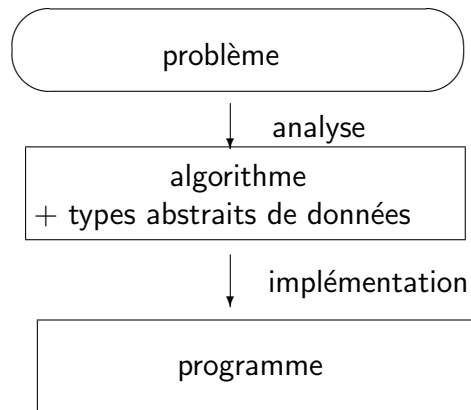 problème
analyse
algorithme
+ types abstraits de données
implémentation
programme